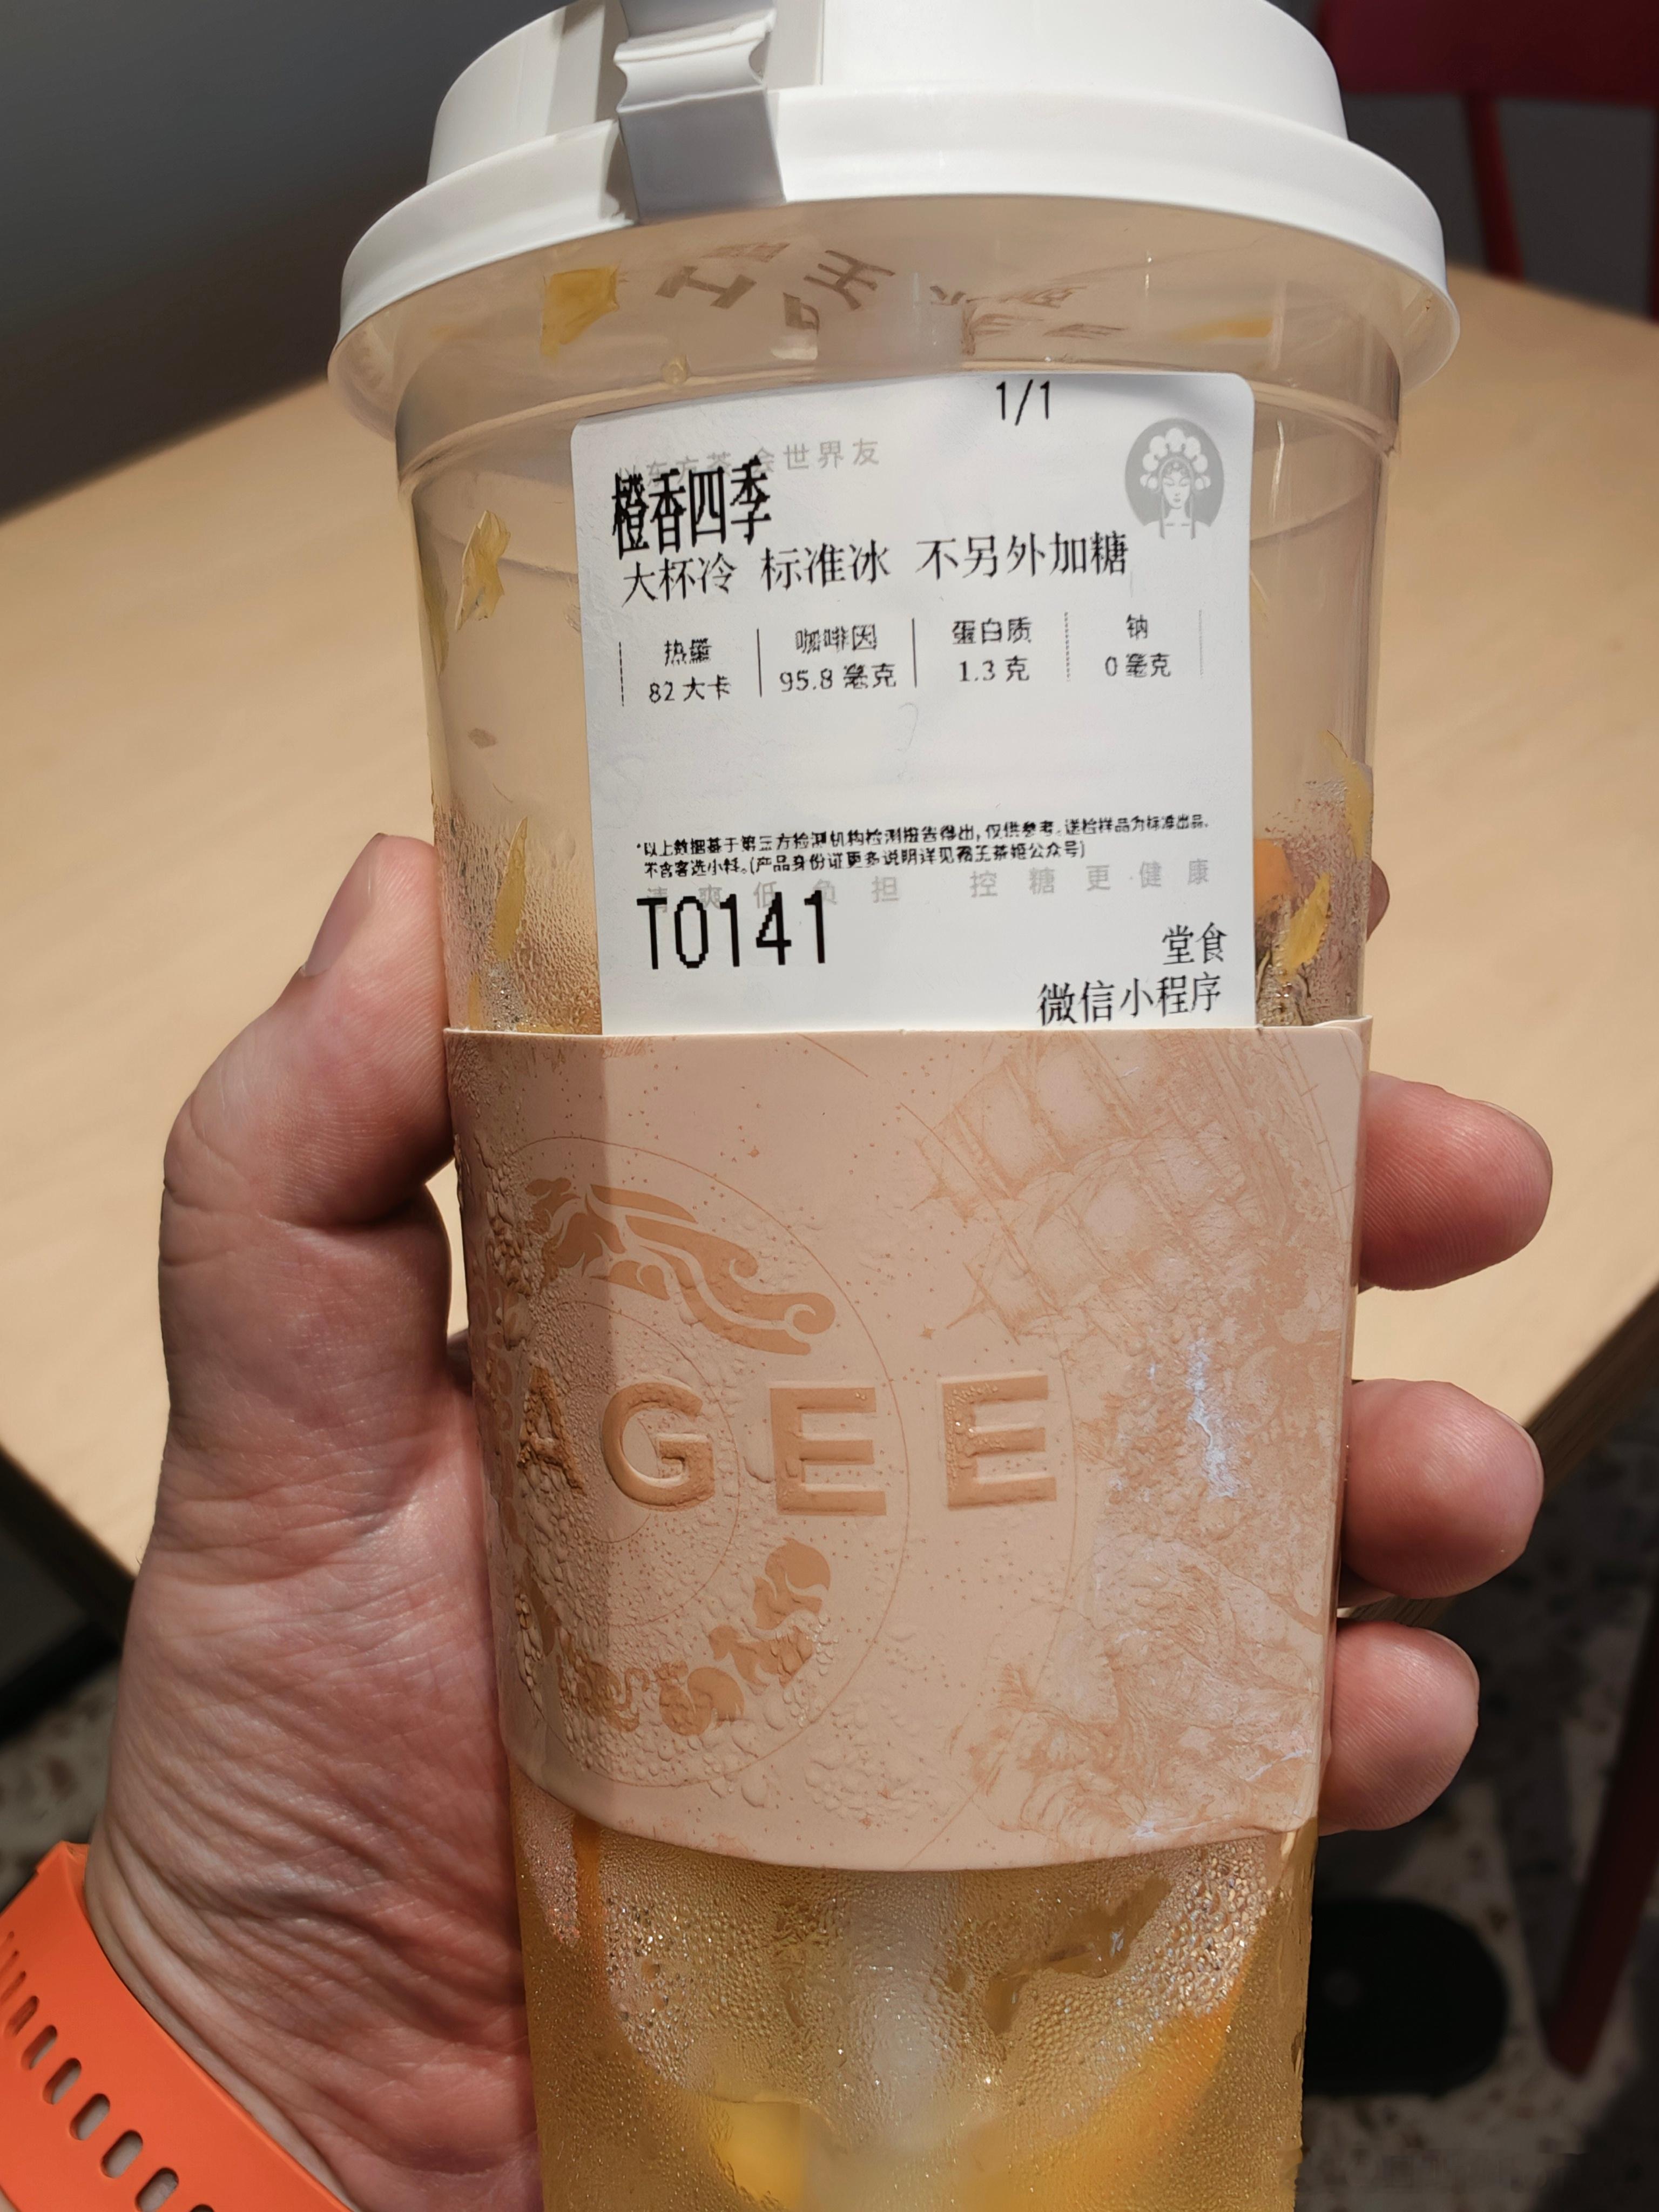 1/1
以东方茶 会世界友
橙香四季
大杯冷 标准冰 不另外加糖
热量 咖啡因 蛋白质 钠
82 大卡 95.8 毫克 1.3 克 0 毫克
*以上数据基于第三方检测机构检测报告得出,仅供参考。送检样品为标准出品。
不含客选小料。(产品身份证更多说明详见霸王茶姬公众号)
清爽低负担 控糖更健康
T0141
堂食
微信小程序
AGEE